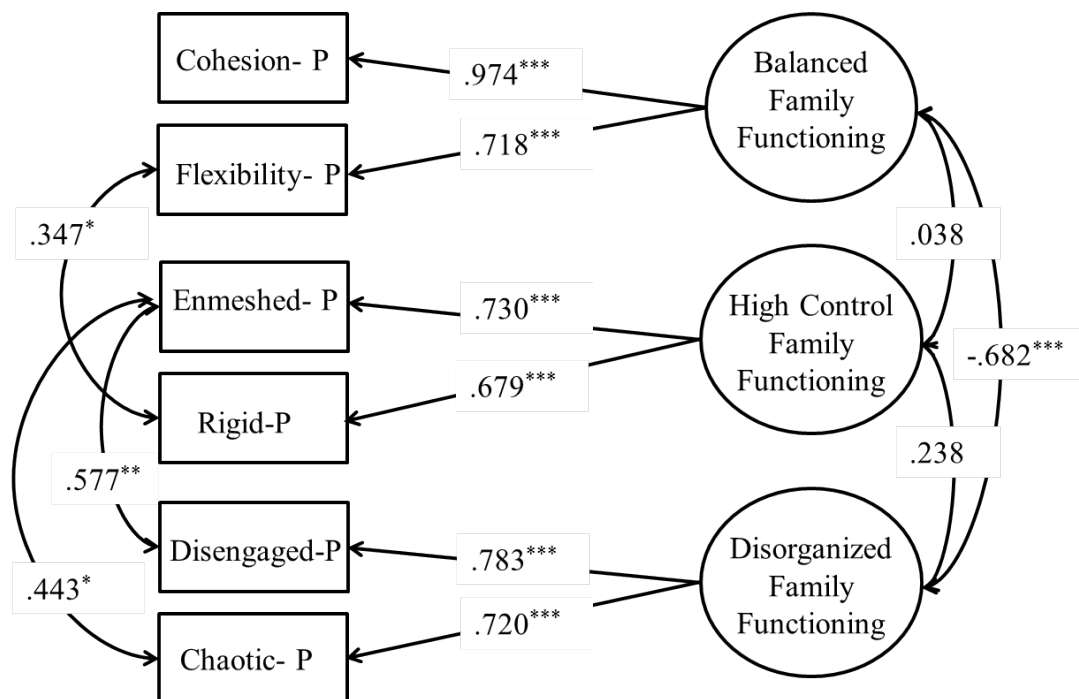 Cohesion- P
.974***
Balanced
Family
Functioning
Flexibility- P
.718***
.347*
.038
Enmeshed- P
.730***
High Control
Family
Functioning
-.682***
Rigid-P
.679***
.577**
.238
Disengaged-P
.783***
Disorganized
Family
Functioning
.443*
.720***
Chaotic- P